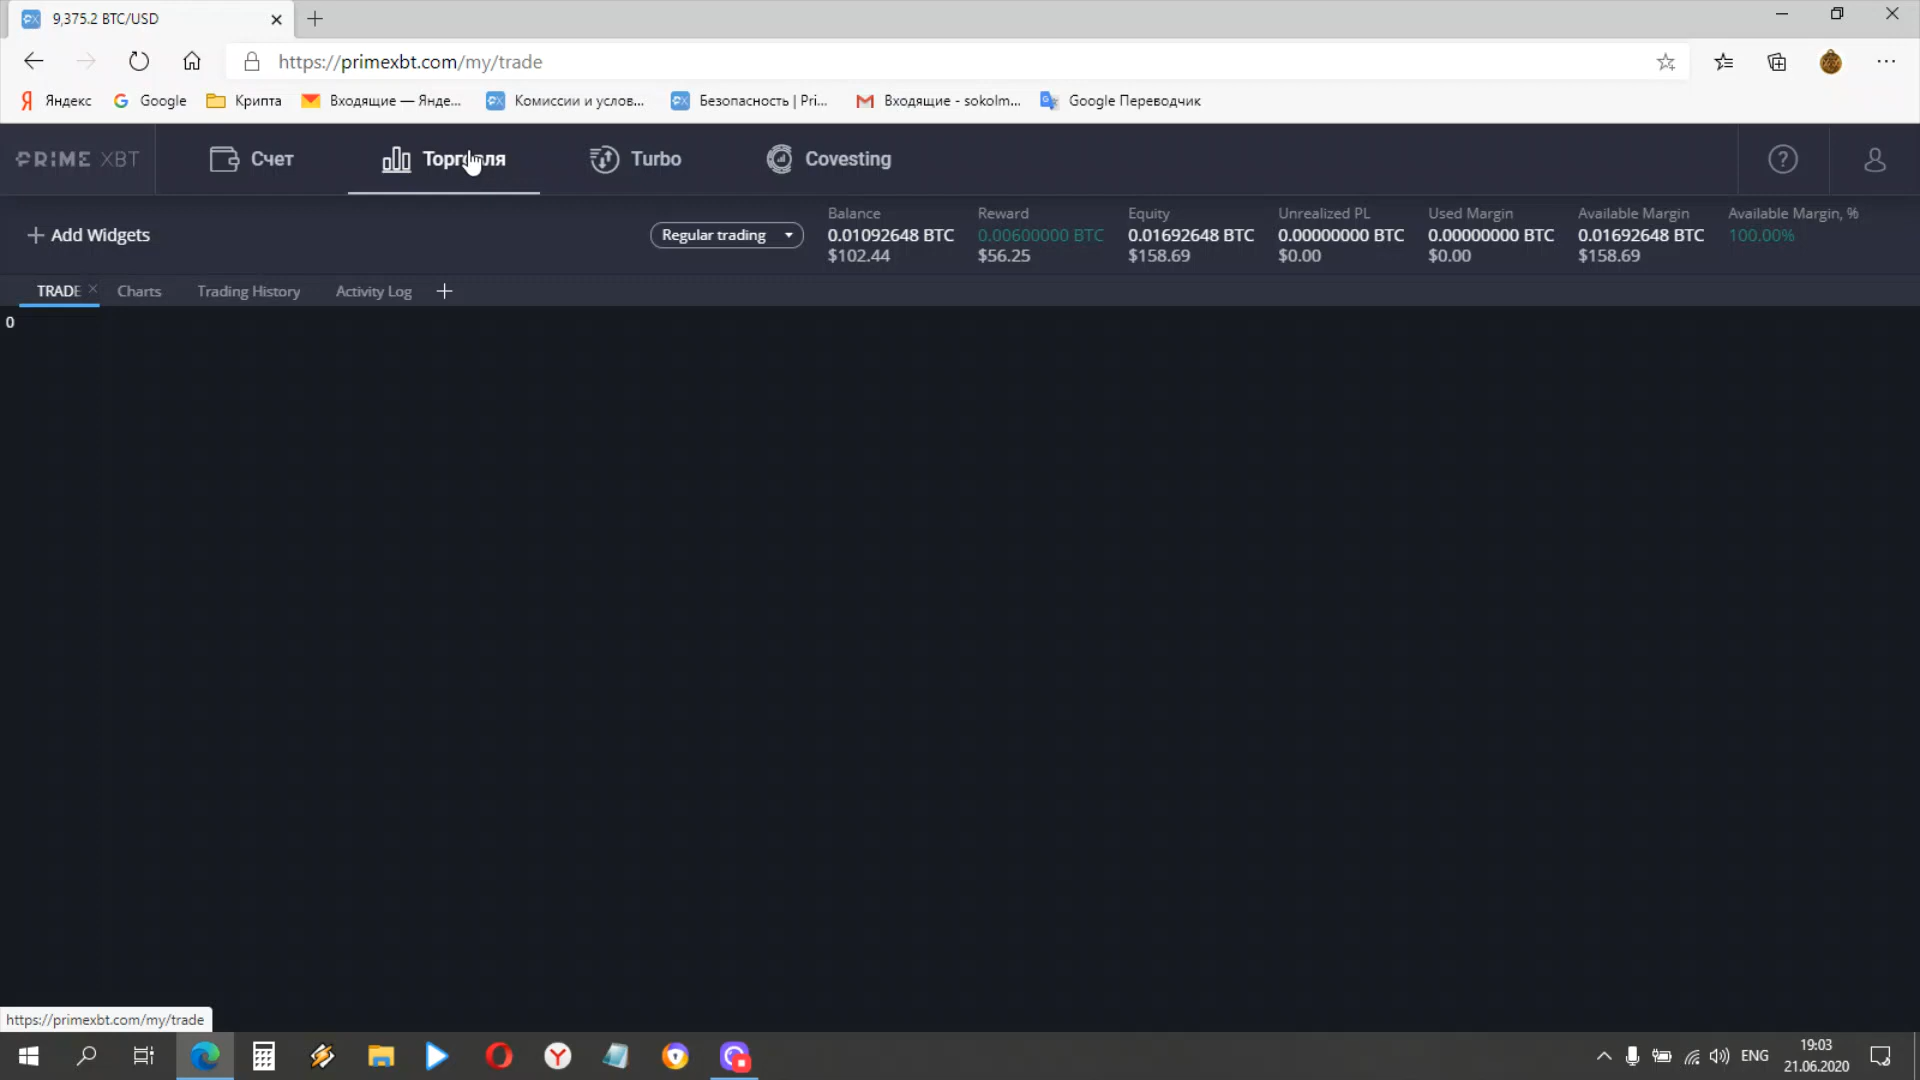 9,375.2 BTC/USD
https://primexbt.com/my/trade
Яндекс Google Крипта Входящие — Янде... Комиссии и услов... Безопасность | Pri... Входящие - sokolm... Google Переводчик
PRIME XBT Счет Торговля Turbo Covesting
Add Widgets
Regular trading
Balance Reward Equity Unrealized PL Used Margin Available Margin Available Margin, %
0.01092648 BTC 0.00600000 BTC 0.01692648 BTC 0.00000000 BTC 0.00000000 BTC 0.01692648 BTC 100.00%
$102.44 $56.25 $158.69 $0.00 $0.00 $158.69
TRADE Charts Trading History Activity Log
0
https://primexbt.com/my/trade
ENG
19:03
21.06.2020